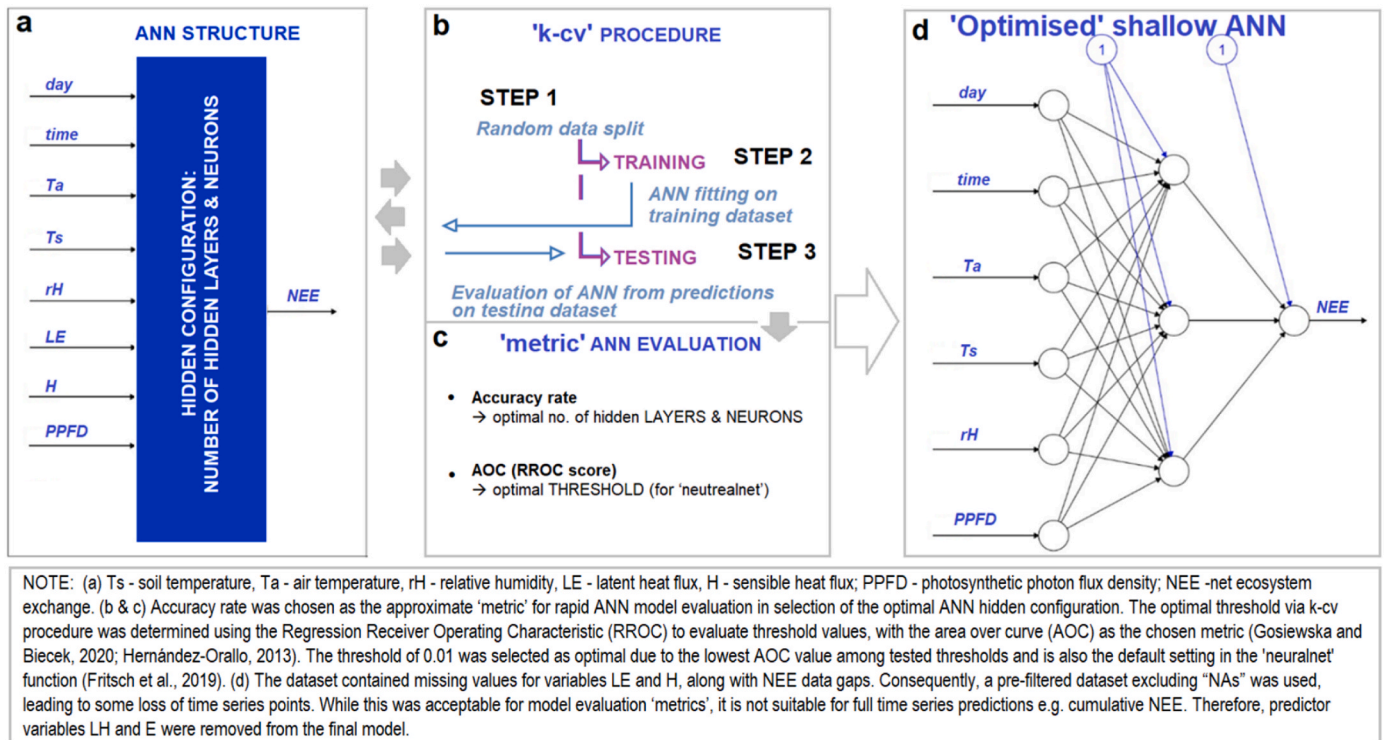 a
ANN STRUCTURE
day
time
Ta
Ts
rH
LE
H
PPFD
HIDDEN CONFIGURATION:
NUMBER OF HIDDEN LAYERS & NEURONS
NEE
b
'k-cv' PROCEDURE
STEP 1
Random data split
TRAINING
STEP 2
ANN fitting on
training dataset
TESTING
STEP 3
Evaluation of ANN from predictions
on testing dataset
c
'metric' ANN EVALUATION
• Accuracy rate
→ optimal no. of hidden LAYERS & NEURONS
• AOC (RROC score)
→ optimal THRESHOLD (for 'neutrealnet')
d
'Optimised' shallow ANN
1
1
day
time
Ta
Ts
rH
PPFD
NEE
NOTE: (a) Ts - soil temperature, Ta - air temperature, rH - relative humidity, LE - latent heat flux, H - sensible heat flux; PPFD - photosynthetic photon flux density; NEE -net ecosystem
exchange. (b & c) Accuracy rate was chosen as the approximate 'metric' for rapid ANN model evaluation in selection of the optimal ANN hidden configuration. The optimal threshold via k-cv
procedure was determined using the Regression Receiver Operating Characteristic (RROC) to evaluate threshold values, with the area over curve (AOC) as the chosen metric (Gosiewska and
Biecek, 2020; Hernández-Orallo, 2013). The threshold of 0.01 was selected as optimal due to the lowest AOC value among tested thresholds and is also the default setting in the 'neuralnet'
function (Fritsch et al., 2019). (d) The dataset contained missing values for variables LE and H, along with NEE data gaps. Consequently, a pre-filtered dataset excluding "NAs" was used,
leading to some loss of time series points. While this was acceptable for model evaluation 'metrics', it is not suitable for full time series predictions e.g. cumulative NEE. Therefore, predictor
variables LH and E were removed from the final model.